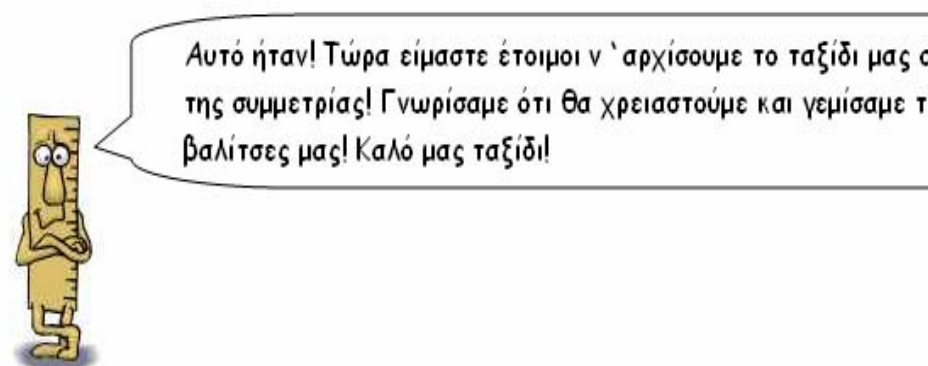 Αυτό ήταν! Τώρα είμαστε έτοιμοι ν `αρχίσουμε το ταξίδι μας
της συμμετρίας! Γνωρίσαμε ότι θα χρειαστούμε και γεμίσαμε
βαλίτσες μας! Καλό μας ταξίδι!